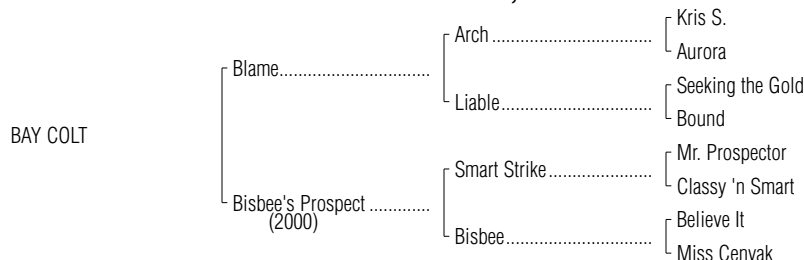 Kris S.
Arch
Aurora
Blame
Seeking the Gold
Liable
Bound
BAY COLT
Mr. Prospector
Smart Strike
Classy 'n Smart
Bisbee's Prospect
(2000)
Believe It
Bisbee
Miss Cenyak